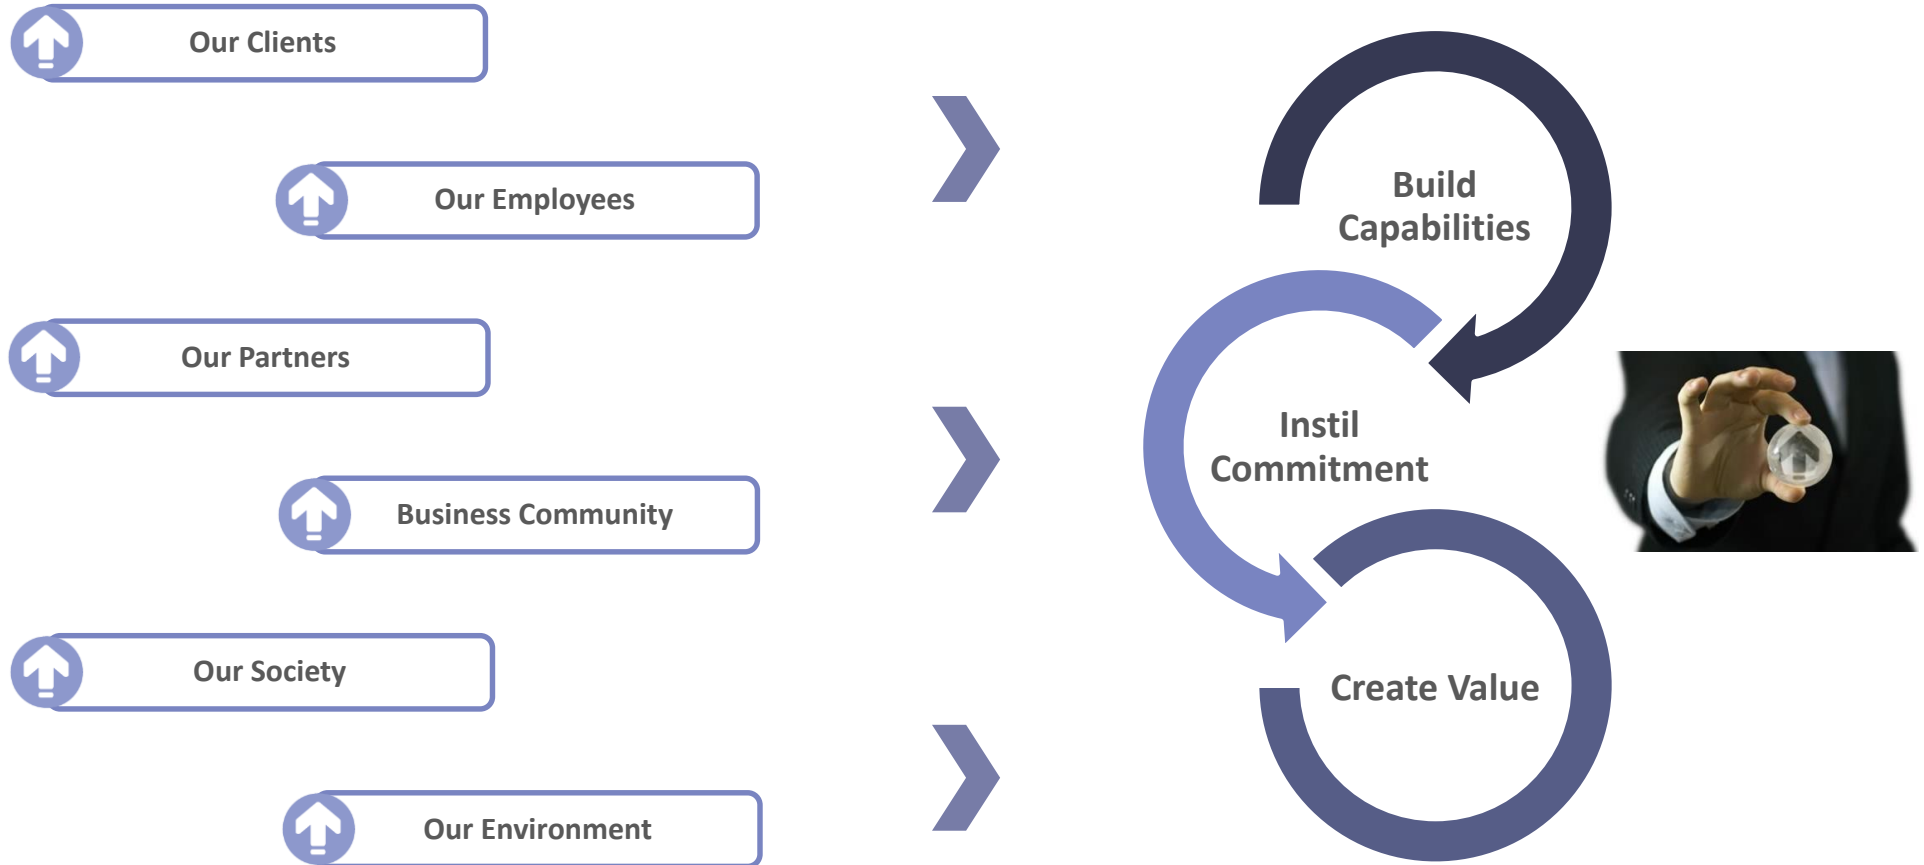 Our Clients
Our Employees
Our Partners
Business Community
Our Society
Our Environment
Build
Capabilities
Instil
Commitment
Create Value